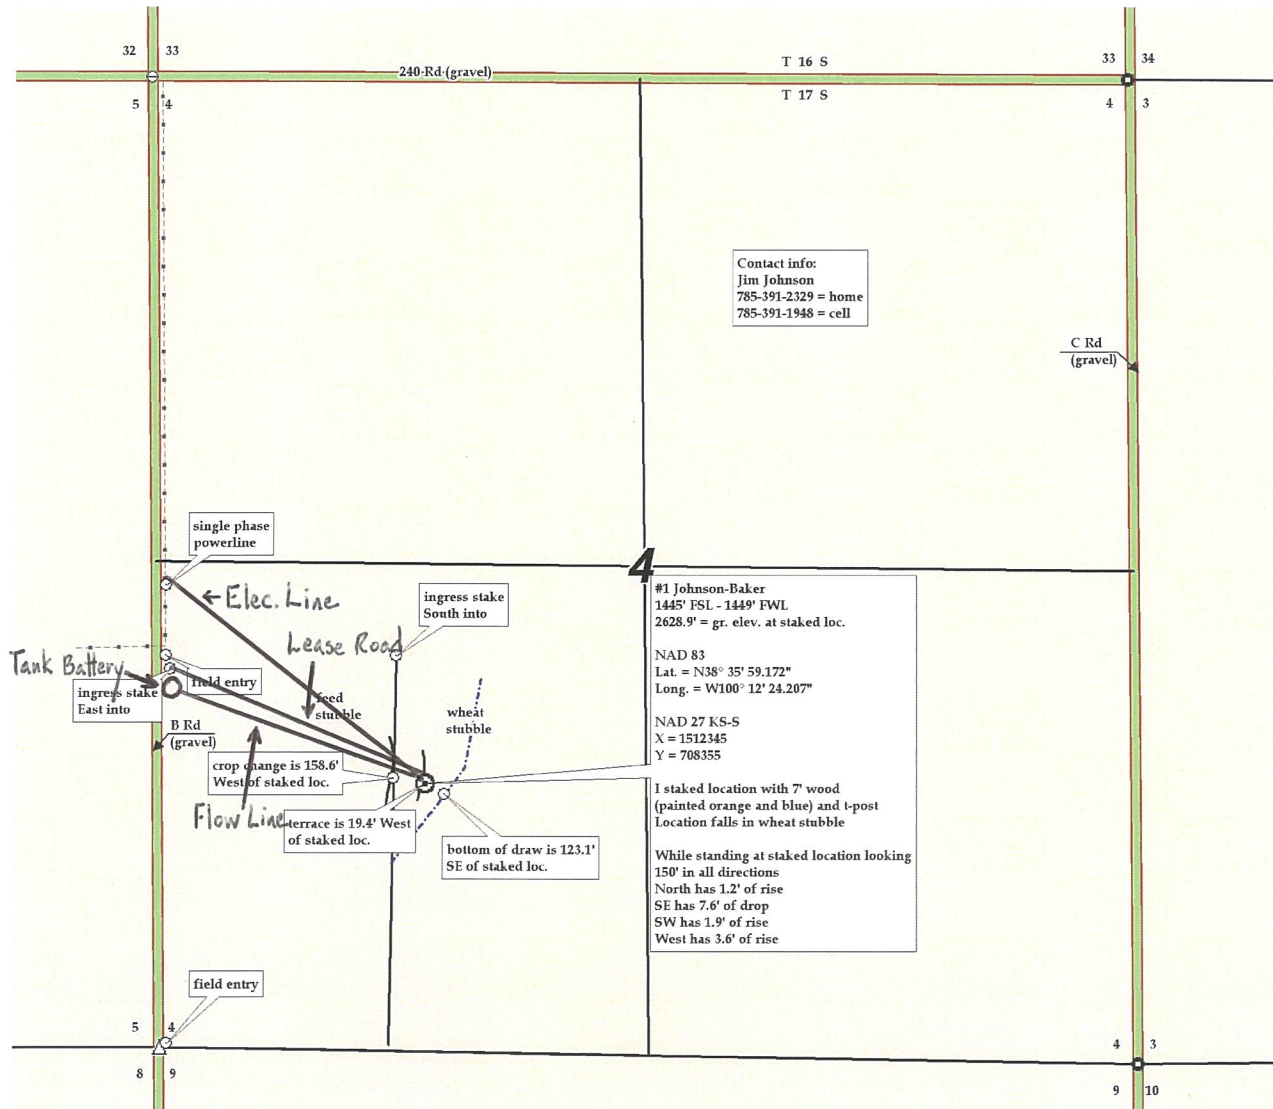 32 33
33 34
240 Rd (gravel)
T 16 S
T 17 S
5 4
4 3
Contact info:
Jim Johnson
785-391-2329 = home
785-391-1948 = cell
C Rd
(gravel)
single phase
powerline
4
← Elec. Line
ingress stake
South into
Lease Road
Tank Battery
field entry
ingress stake
East into
feed
stubble
wheat
stubble
B Rd
(gravel)
crop change is 158.6'
West of staked loc.
Flow Line
terrace is 19.4' West
of staked loc.
bottom of draw is 123.1'
SE of staked loc.
#1 Johnson-Baker
1445' FSL - 1449' FWL
2628.9' = gr. elev. at staked loc.
NAD 83
Lat. = N38° 35' 59.172"
Long. = W100° 12' 24.207"
NAD 27 KS-S
X = 1512345
Y = 708355
I staked location with 7' wood
(painted orange and blue) and t-post
Location falls in wheat stubble
While standing at staked location looking
150' in all directions
North has 1.2' of rise
SE has 7.6' of drop
SW has 1.9' of rise
West has 3.6' of rise
field entry
5 4
4 3
8 9
9 10